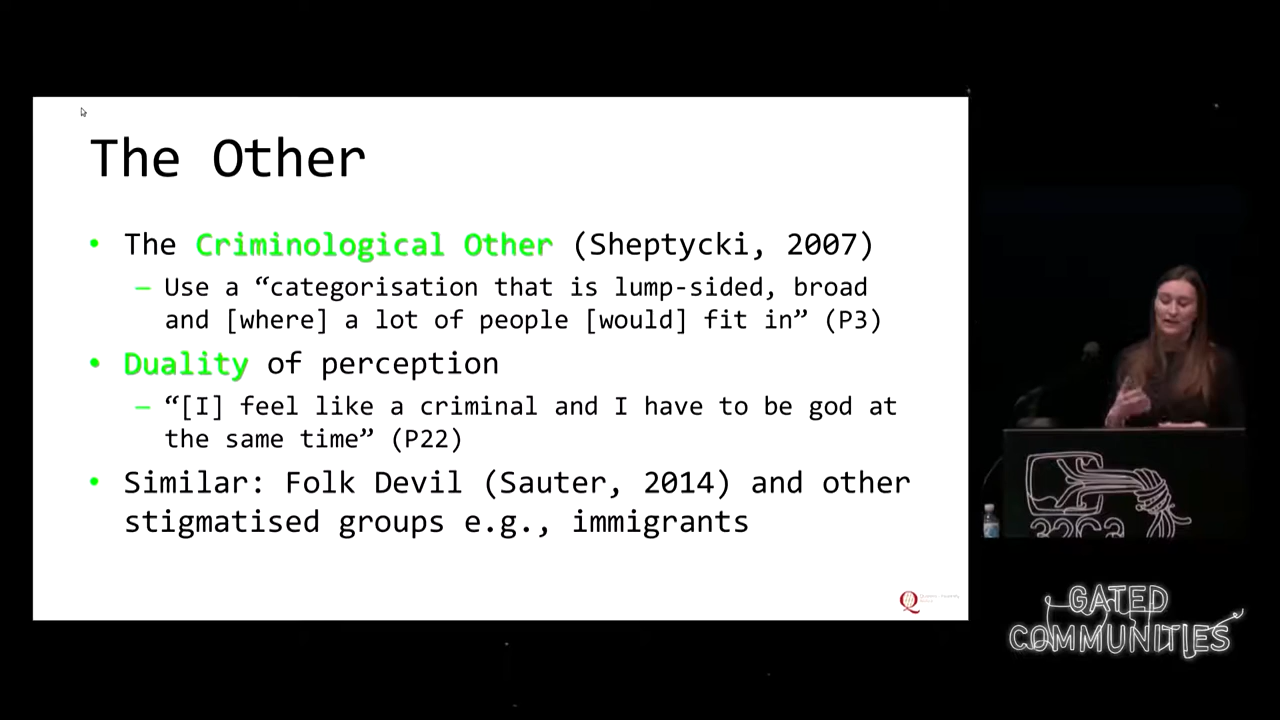 The Other
• The Criminological Other (Sheptycki, 2007)
– Use a “categorisation that is lump-sided, broad
and [where] a lot of people [would] fit in” (P3)
• Duality of perception
– “[I] feel like a criminal and I have to be god at
the same time” (P22)
• Similar: Folk Devil (Sauter, 2014) and other
stigmatised groups e.g., immigrants
32C3
GATED
COMMUNITIES